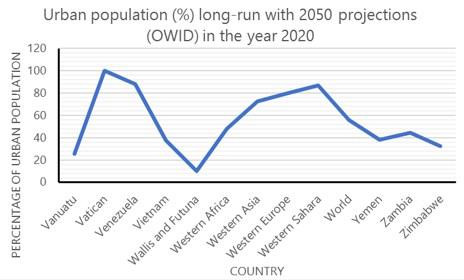 Urban population (%) long-run with 2050 projections
(OWID) in the year 2020
PERCENTAGE OF URBAN POPULATION
120
100
80
60
40
20
0
Vanuatu
Vatican
Venezuela
Vietnam
Wallis and Futuna
Western Africa
Western Asia
Western Europe
Western Sahara
World
Yemen
Zambia
Zimbabwe
COUNTRY